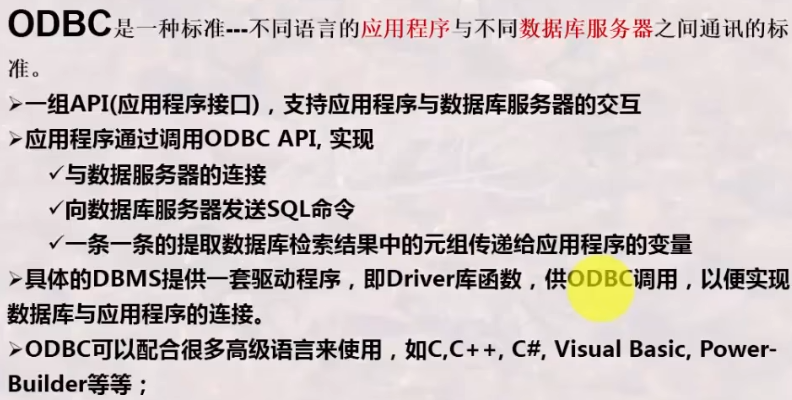 ODBC是一种标准---不同语言的应用程序与不同数据库服务器之间通讯的标
准。
➢一组API(应用程序接口)，支持应用程序与数据库服务器的交互
➢应用程序通过调用ODBC API, 实现
✓与数据服务器的连接
✓向数据库服务器发送SQL命令
✓一条一条的提取数据库检索结果中的元组传递给应用程序的变量
➢具体的DBMS提供一套驱动程序，即Driver库函数，供ODBC调用，以便实现
数据库与应用程序的连接。
➢ODBC可以配合很多高级语言来使用，如C,C++, C#, Visual Basic, Power-
Builder等等；